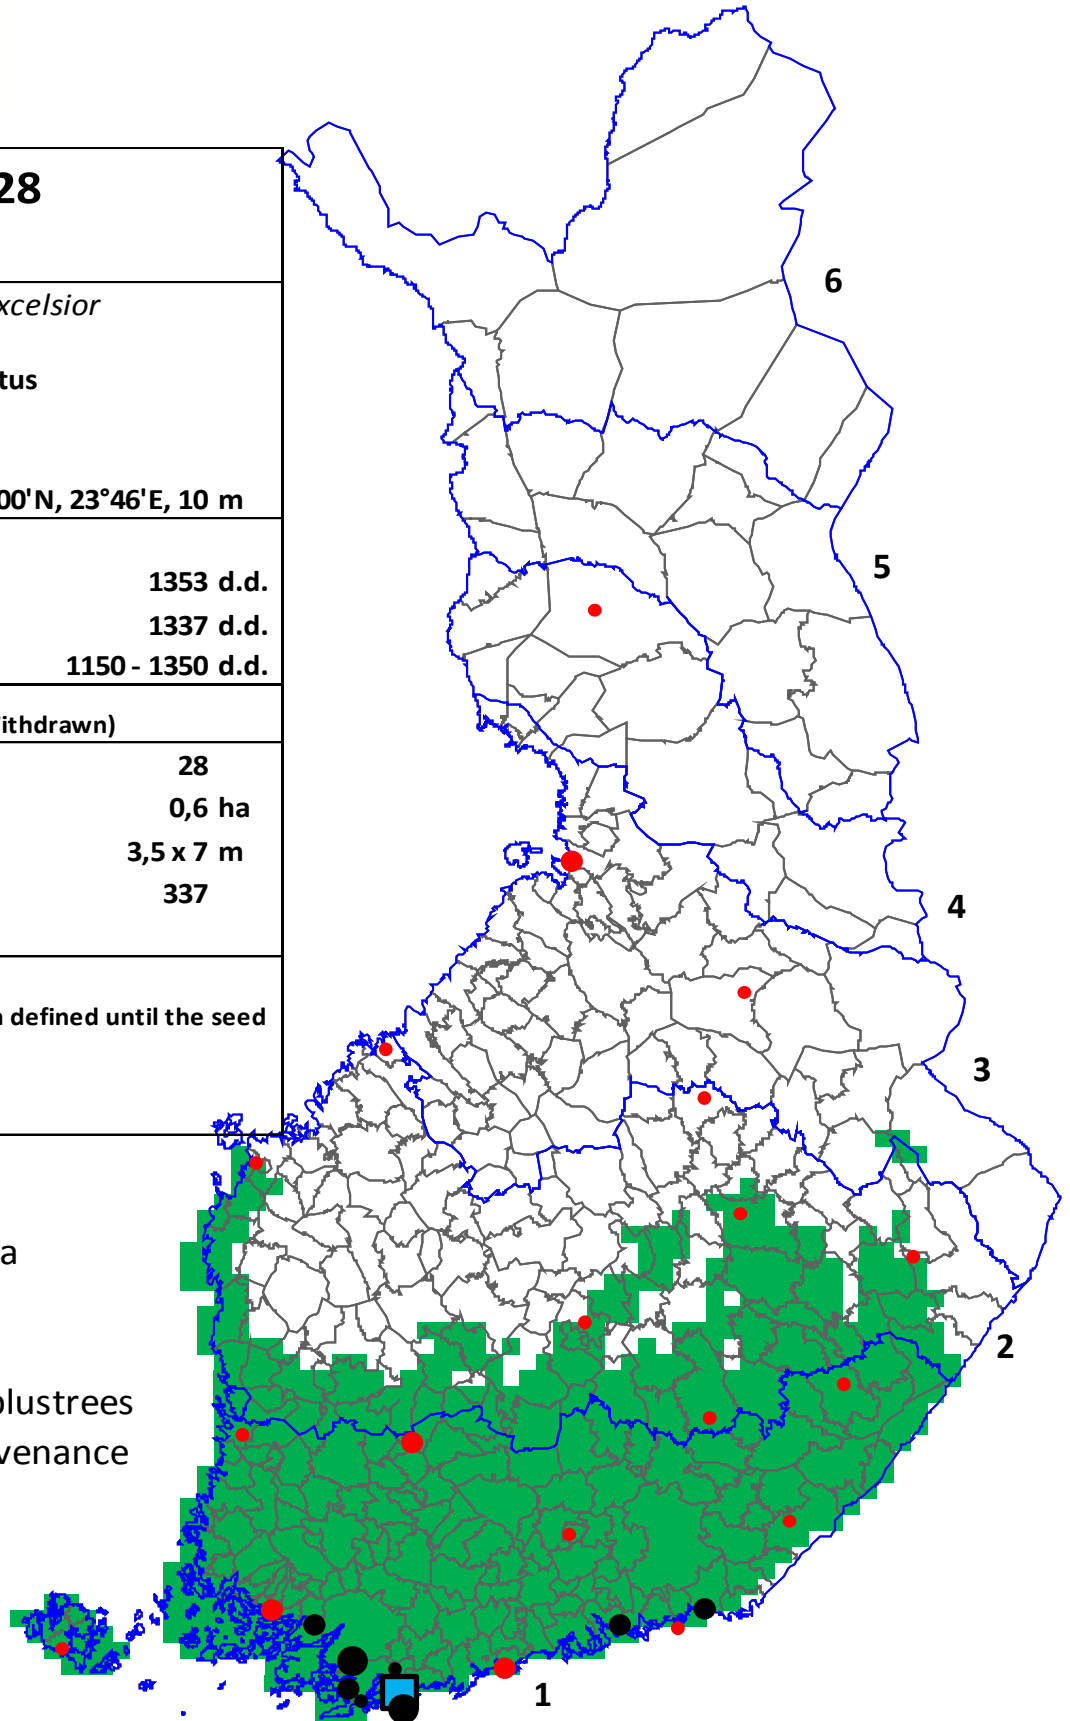 28
xcelsior
tus
00'N, 23°46'E, 10 m
1353 d.d.
1337 d.d.
1150 - 1350 d.d.
ithdrawn)
28
0,6 ha
3,5 x 7 m
337
n defined until the seed
a
plustrees
venance
6
5
4
3
2
1